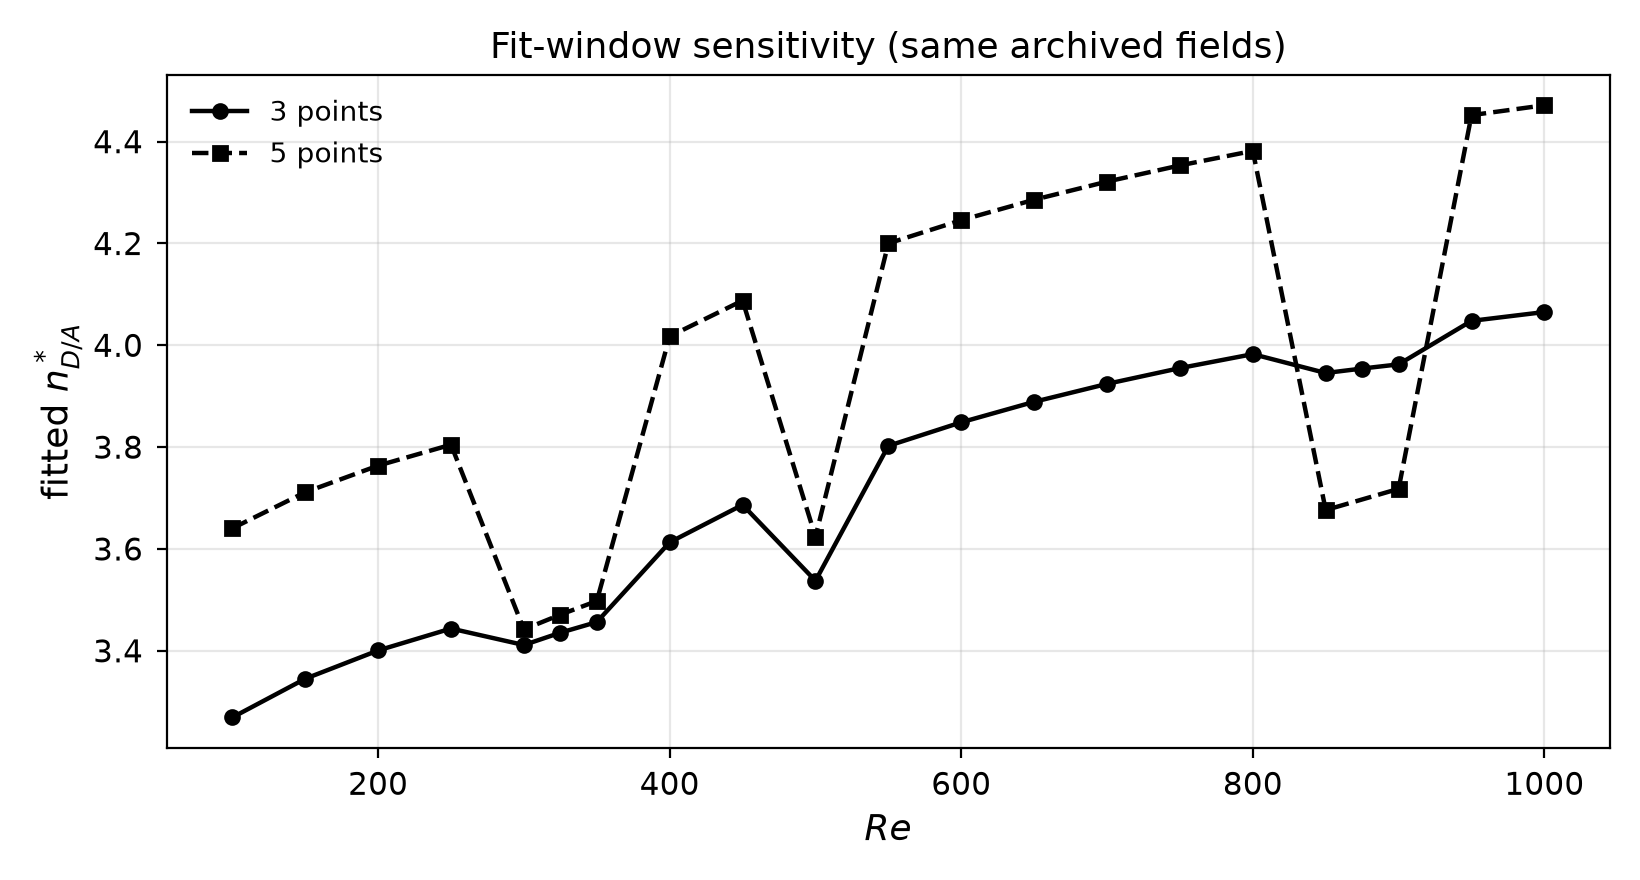 Fit-window sensitivity (same archived fields)
3 points
5 points
4.4
4.2
4.0
3.8
3.6
3.4
fitted n*D/A
200 400 600 800 1000
Re